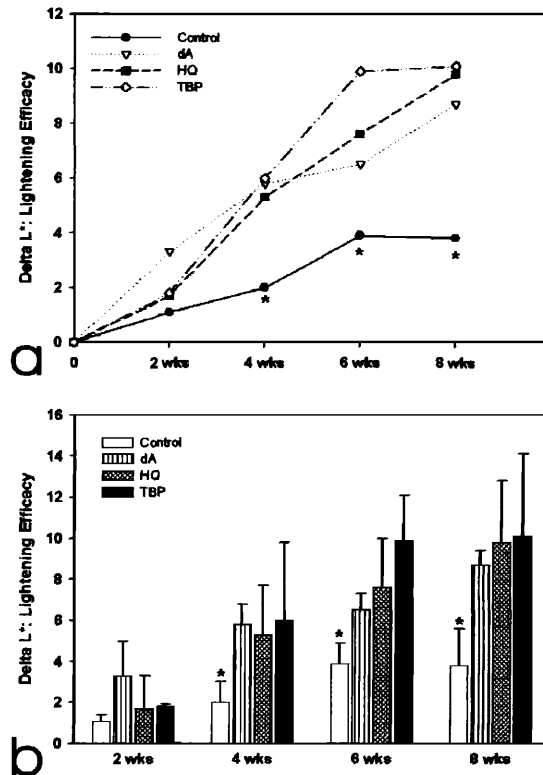 12
10
8
6
4
2
0
Delta L*: Lightening Efficacy
Control
dA
HQ
TBP
*
*
*
0
2 wks
4 wks
6 wks
8 wks
a
16
14
12
10
8
6
4
2
0
Delta L*: Lightening Efficacy
Control
dA
HQ
TBP
*
*
*
2 wks
4 wks
6 wks
8 wks
b